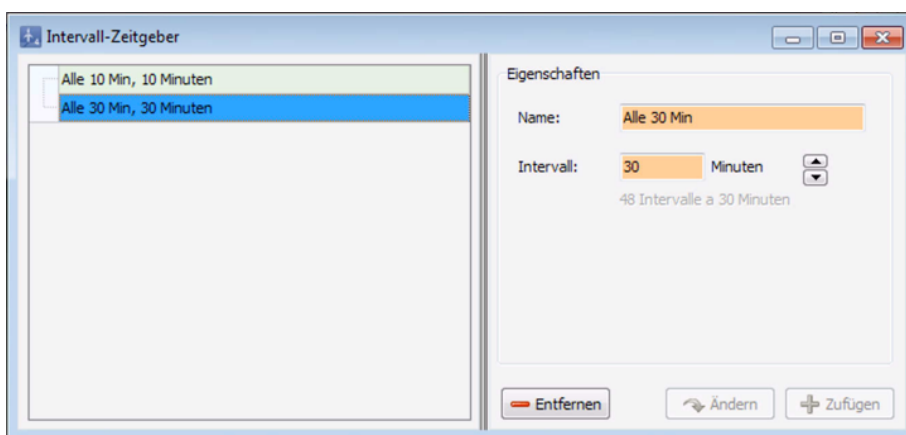 Intervall-Zeitgeber
Alle 10 Min, 10 Minuten
Alle 30 Min, 30 Minuten
Eigenschaften
Name: Alle 30 Min
Intervall: 30 Minuten
48 Intervalle a 30 Minuten
Entfernen Ändern Zufügen